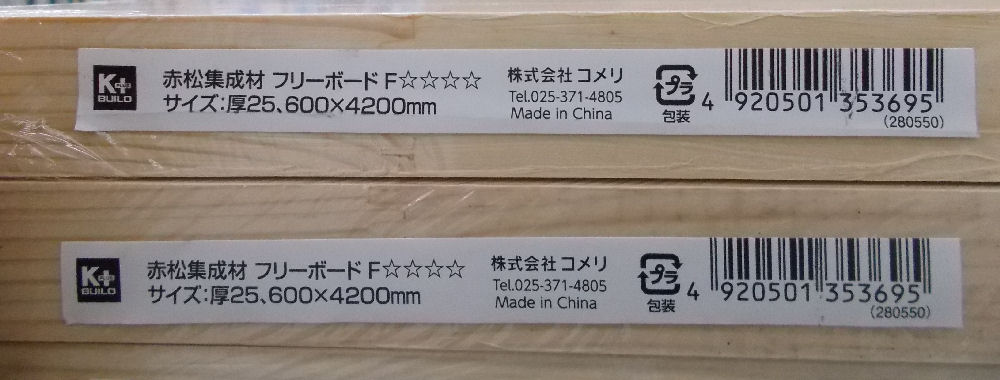 K+
PLUS
BUILD
赤松集成材 フリーボード F☆☆☆☆
サイズ:厚25、600×4200mm
株式会社 コメリ
Tel.025-371-4805
Made in China
プラ
包装
4 920501 353695
(280550)
K+
PLUS
BUILD
赤松集成材 フリーボード F☆☆☆☆
サイズ:厚25、600×4200mm
株式会社 コメリ
Tel.025-371-4805
Made in China
プラ
包装
4 920501 353695
(280550)